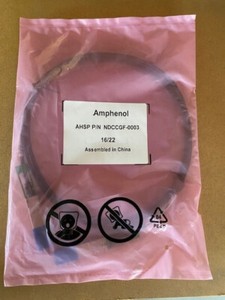 Amphenol
AHSP P/N NDCCGF-0003
16/22
Assembled in China